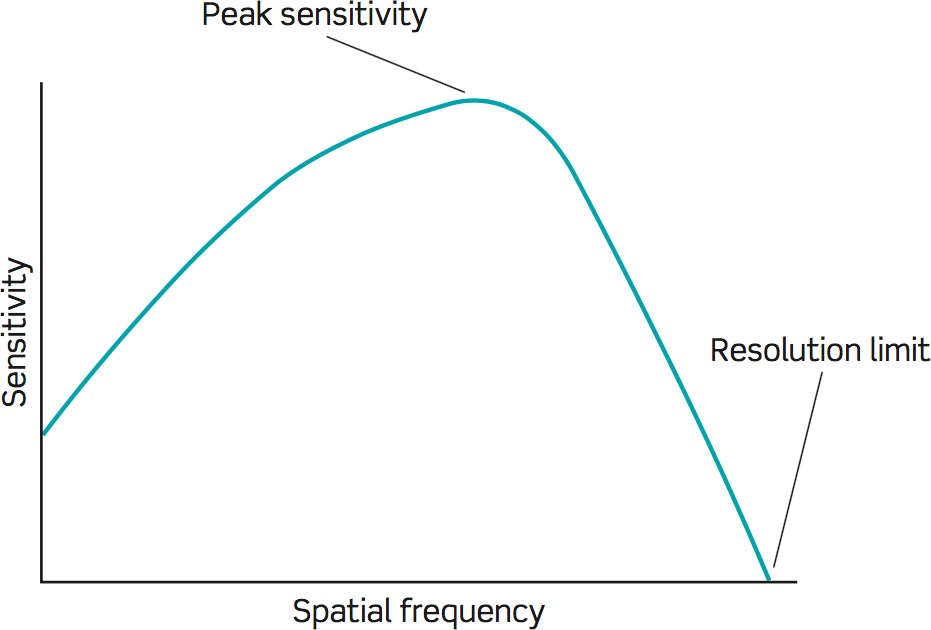 Peak sensitivity
Sensitivity
Resolution limit
Spatial frequency